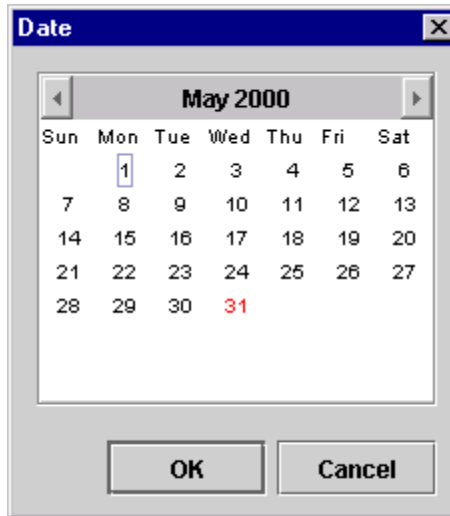 Date
May 2000
Sun Mon Tue Wed Thu Fri Sat
1 2 3 4 5 6
7 8 9 10 11 12 13
14 15 16 17 18 19 20
21 22 23 24 25 26 27
28 29 30 31
OK Cancel